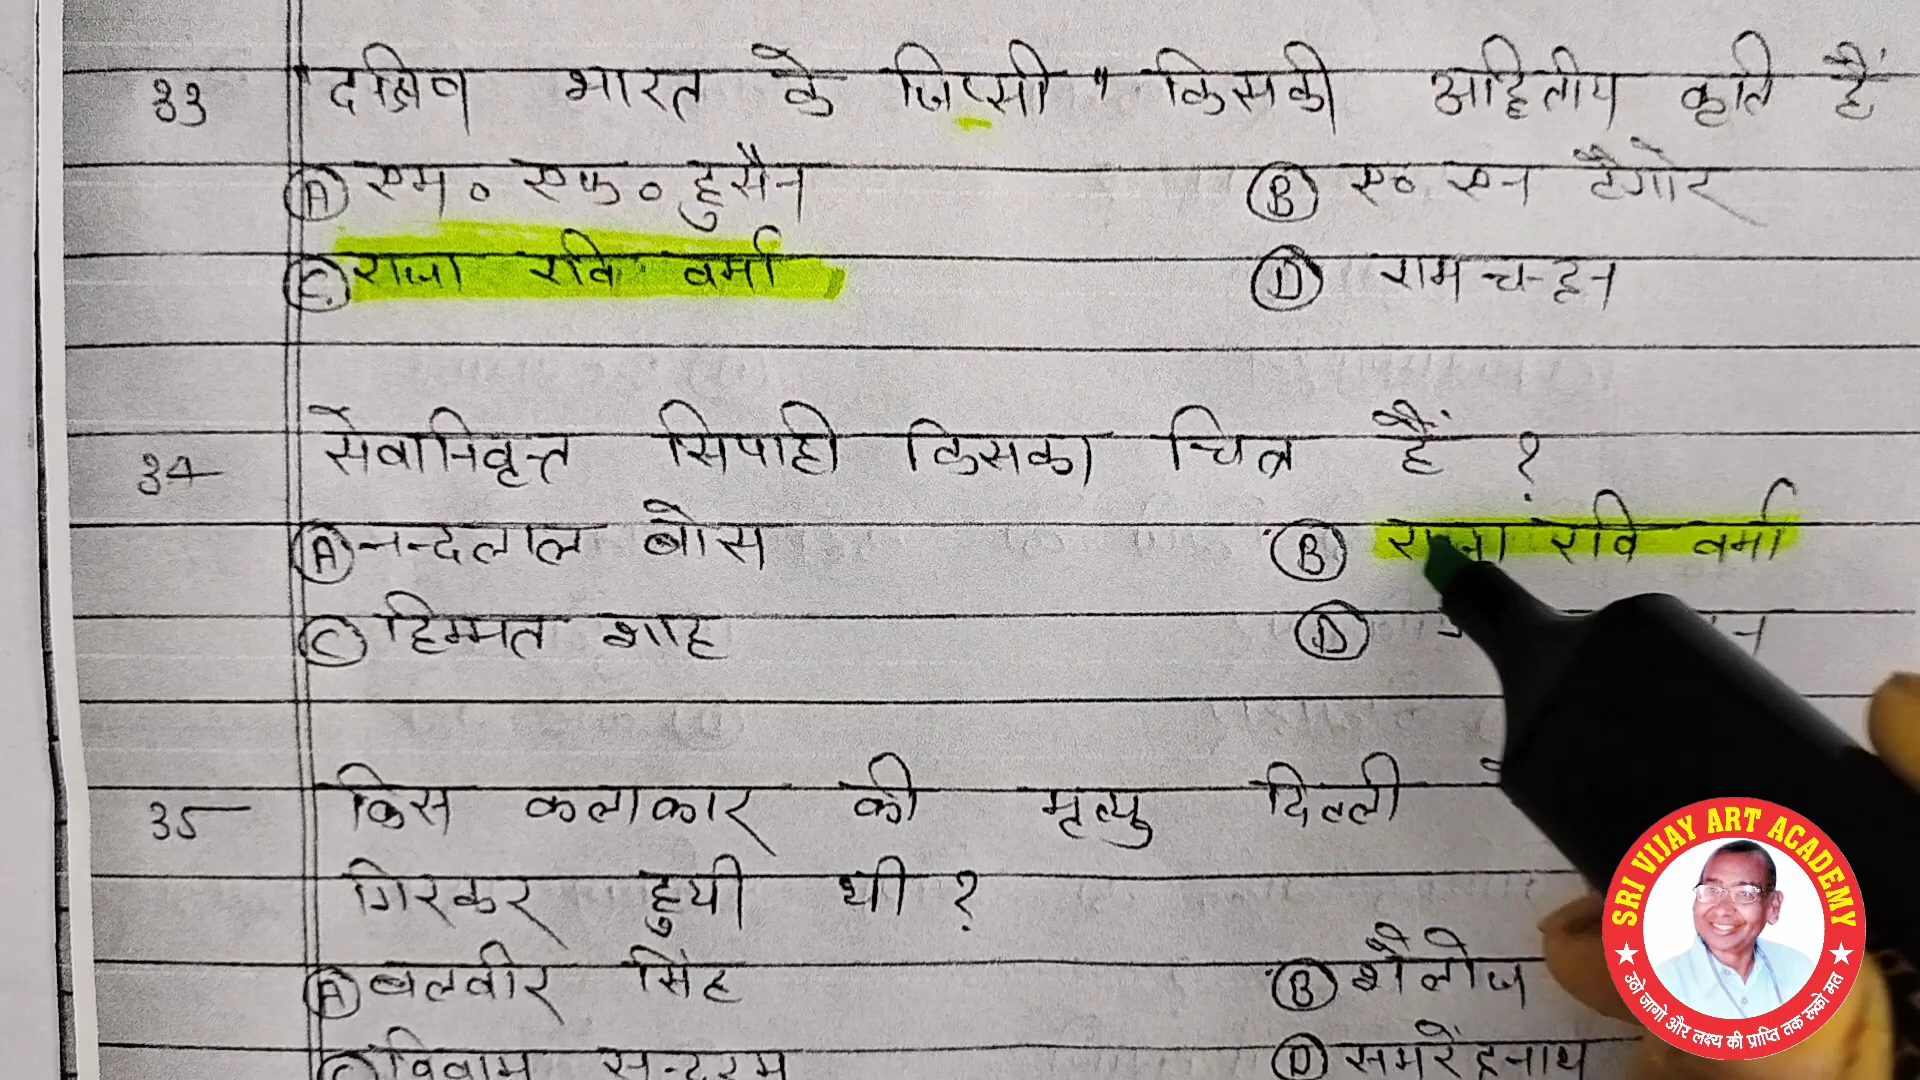 33 दक्षिण भारत के जिप्सी" किसकी अद्वितीय कृति हैं
(A) एम० एफ० हुसैन (B) ए० एन टैगोर
(C) राजा रवि वर्मा (D) राम चन्द्रन
34 सेवानिवृत्त सिपाही किसका चित्र हैं ?
(A) नन्दलाल बोस (B) राजा रवि वर्मा
(C) हिम्मत शाह (D)
35 किस कलाकार की मृत्यु दिल्ली
गिरकर हुयी थी ?
(A) बलवीर सिंह (B) शैलोज
(C) विवान सुन्दरम (D) समरेंद्रनाथ
SRI VIJAY ART ACADEMY
उठो जागो और लक्ष्य की प्राप्ति तक रूको मत